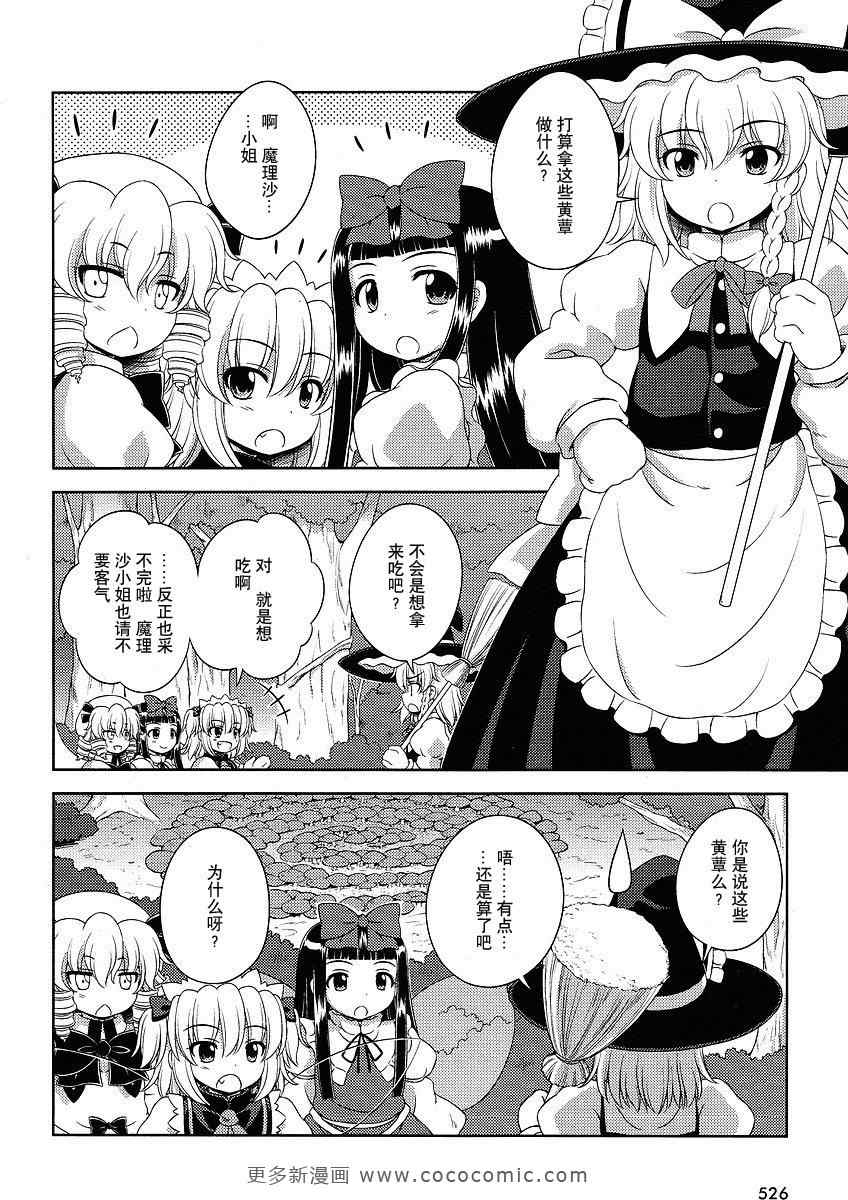 打算拿这些黄蕈
做什么？
啊 魔理沙…
…小姐
不会是想拿
来吃吧？
对 就是想
吃啊
……反正也采
不完啦 魔理
沙小姐也请不
要客气
你是说这些
黄蕈么？
唔……有点…
…还是算了吧
为什么呀？
更多新漫画 www.cococomic.com
526